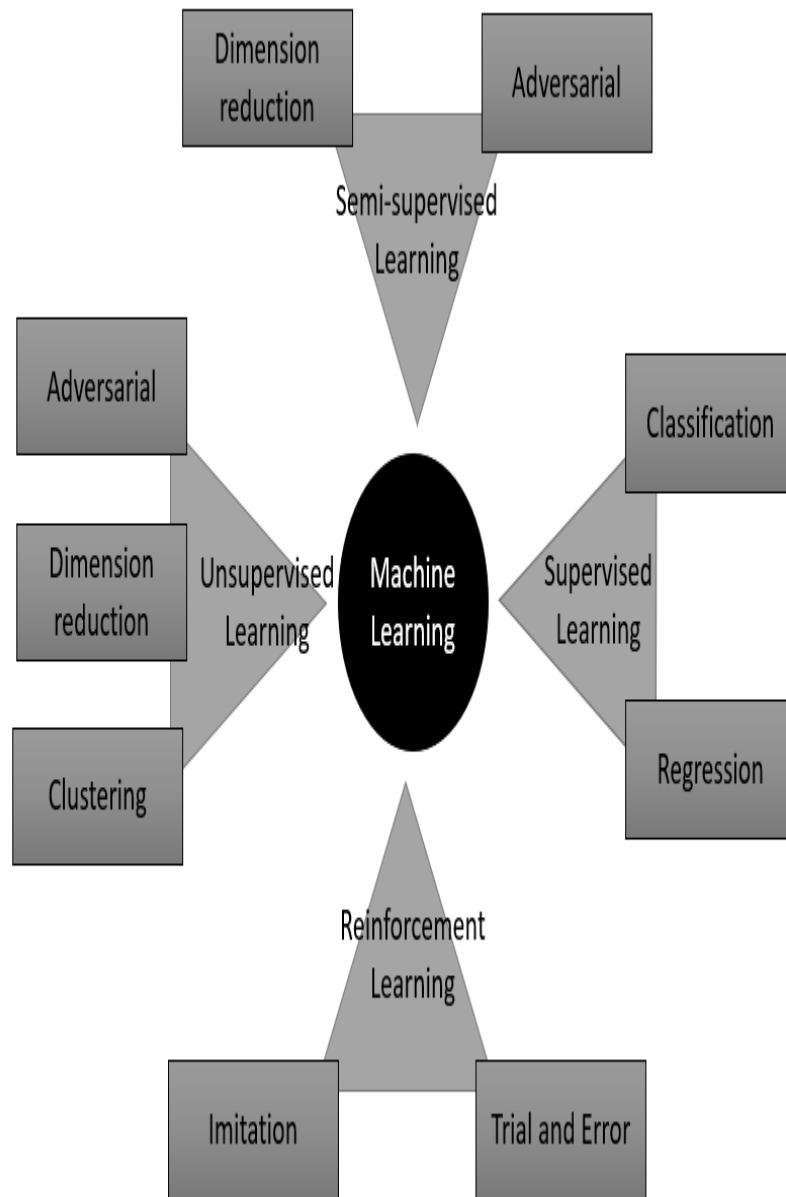 Dimension
reduction
Adversarial
Semi-supervised
Learning
Adversarial
Dimension
reduction
Clustering
Unsupervised
Learning
Machine
Learning
Supervised
Learning
Classification
Regression
Reinforcement
Learning
Imitation
Trial and Error